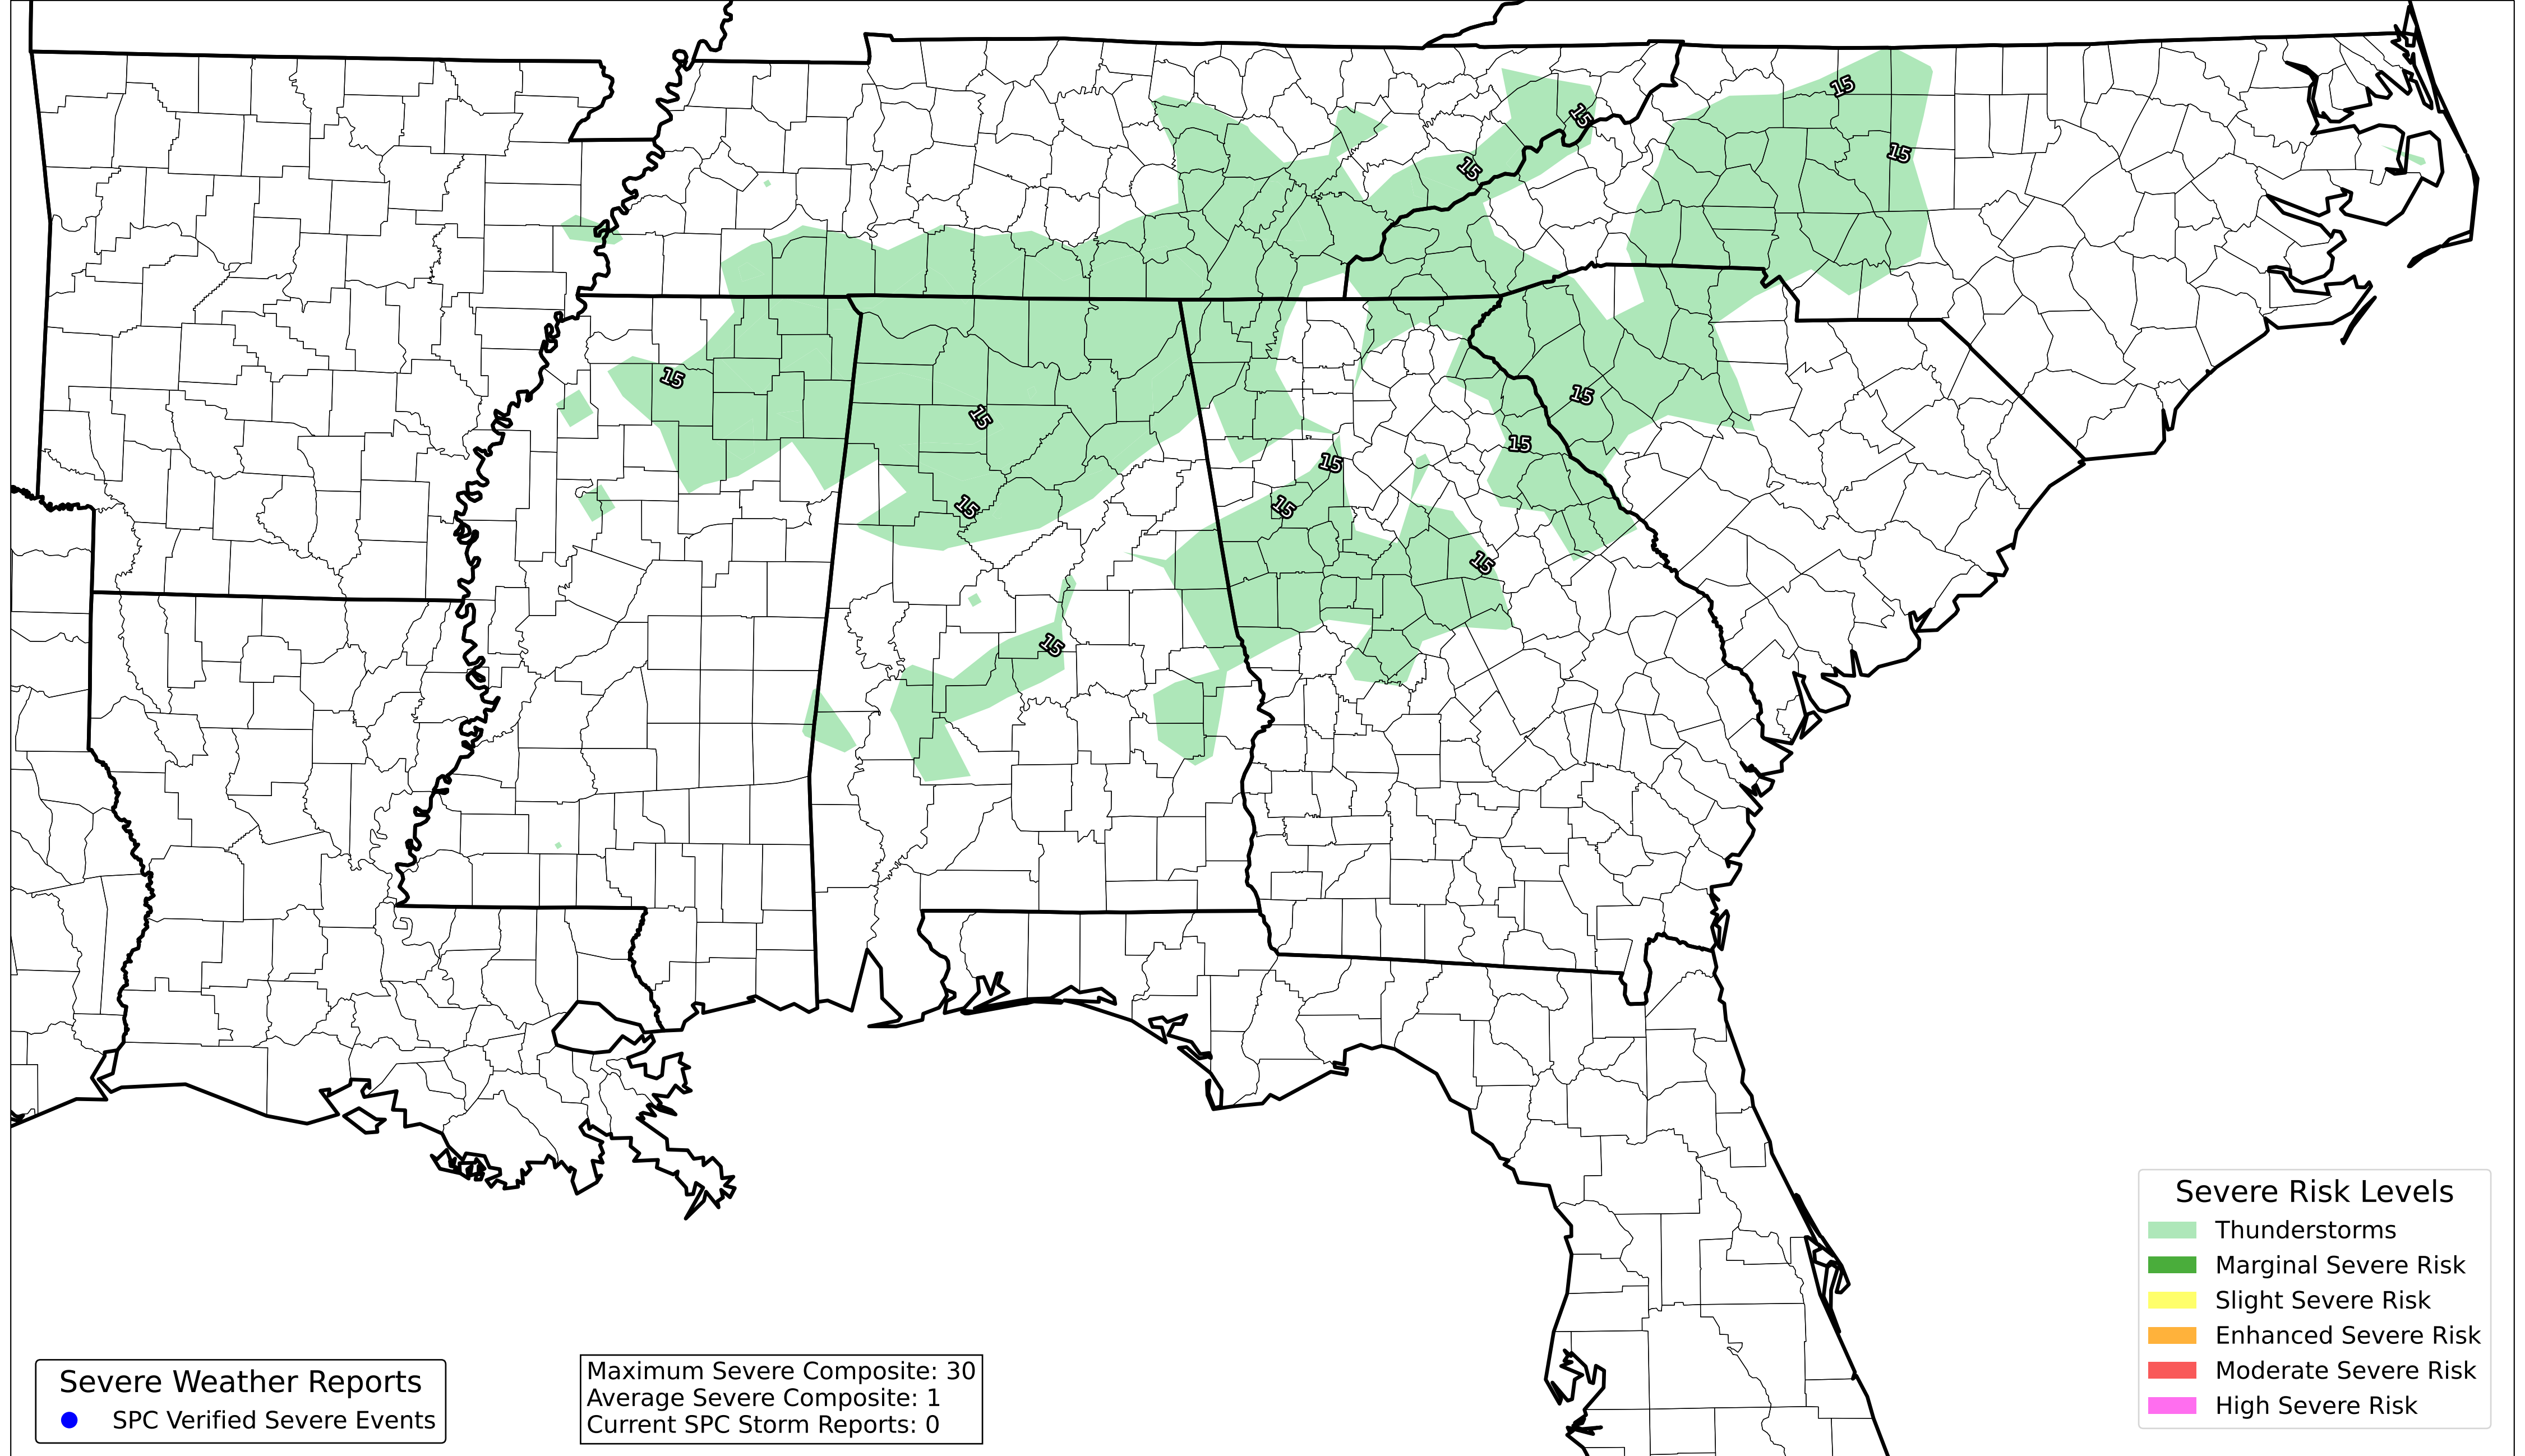 15
15
15
15
15
15
15
15
15
15
15
15
15
Severe Risk Levels
Thunderstorms
Marginal Severe Risk
Slight Severe Risk
Enhanced Severe Risk
Moderate Severe Risk
High Severe Risk
Severe Weather Reports
SPC Verified Severe Events
Maximum Severe Composite: 30
Average Severe Composite: 1
Current SPC Storm Reports: 0